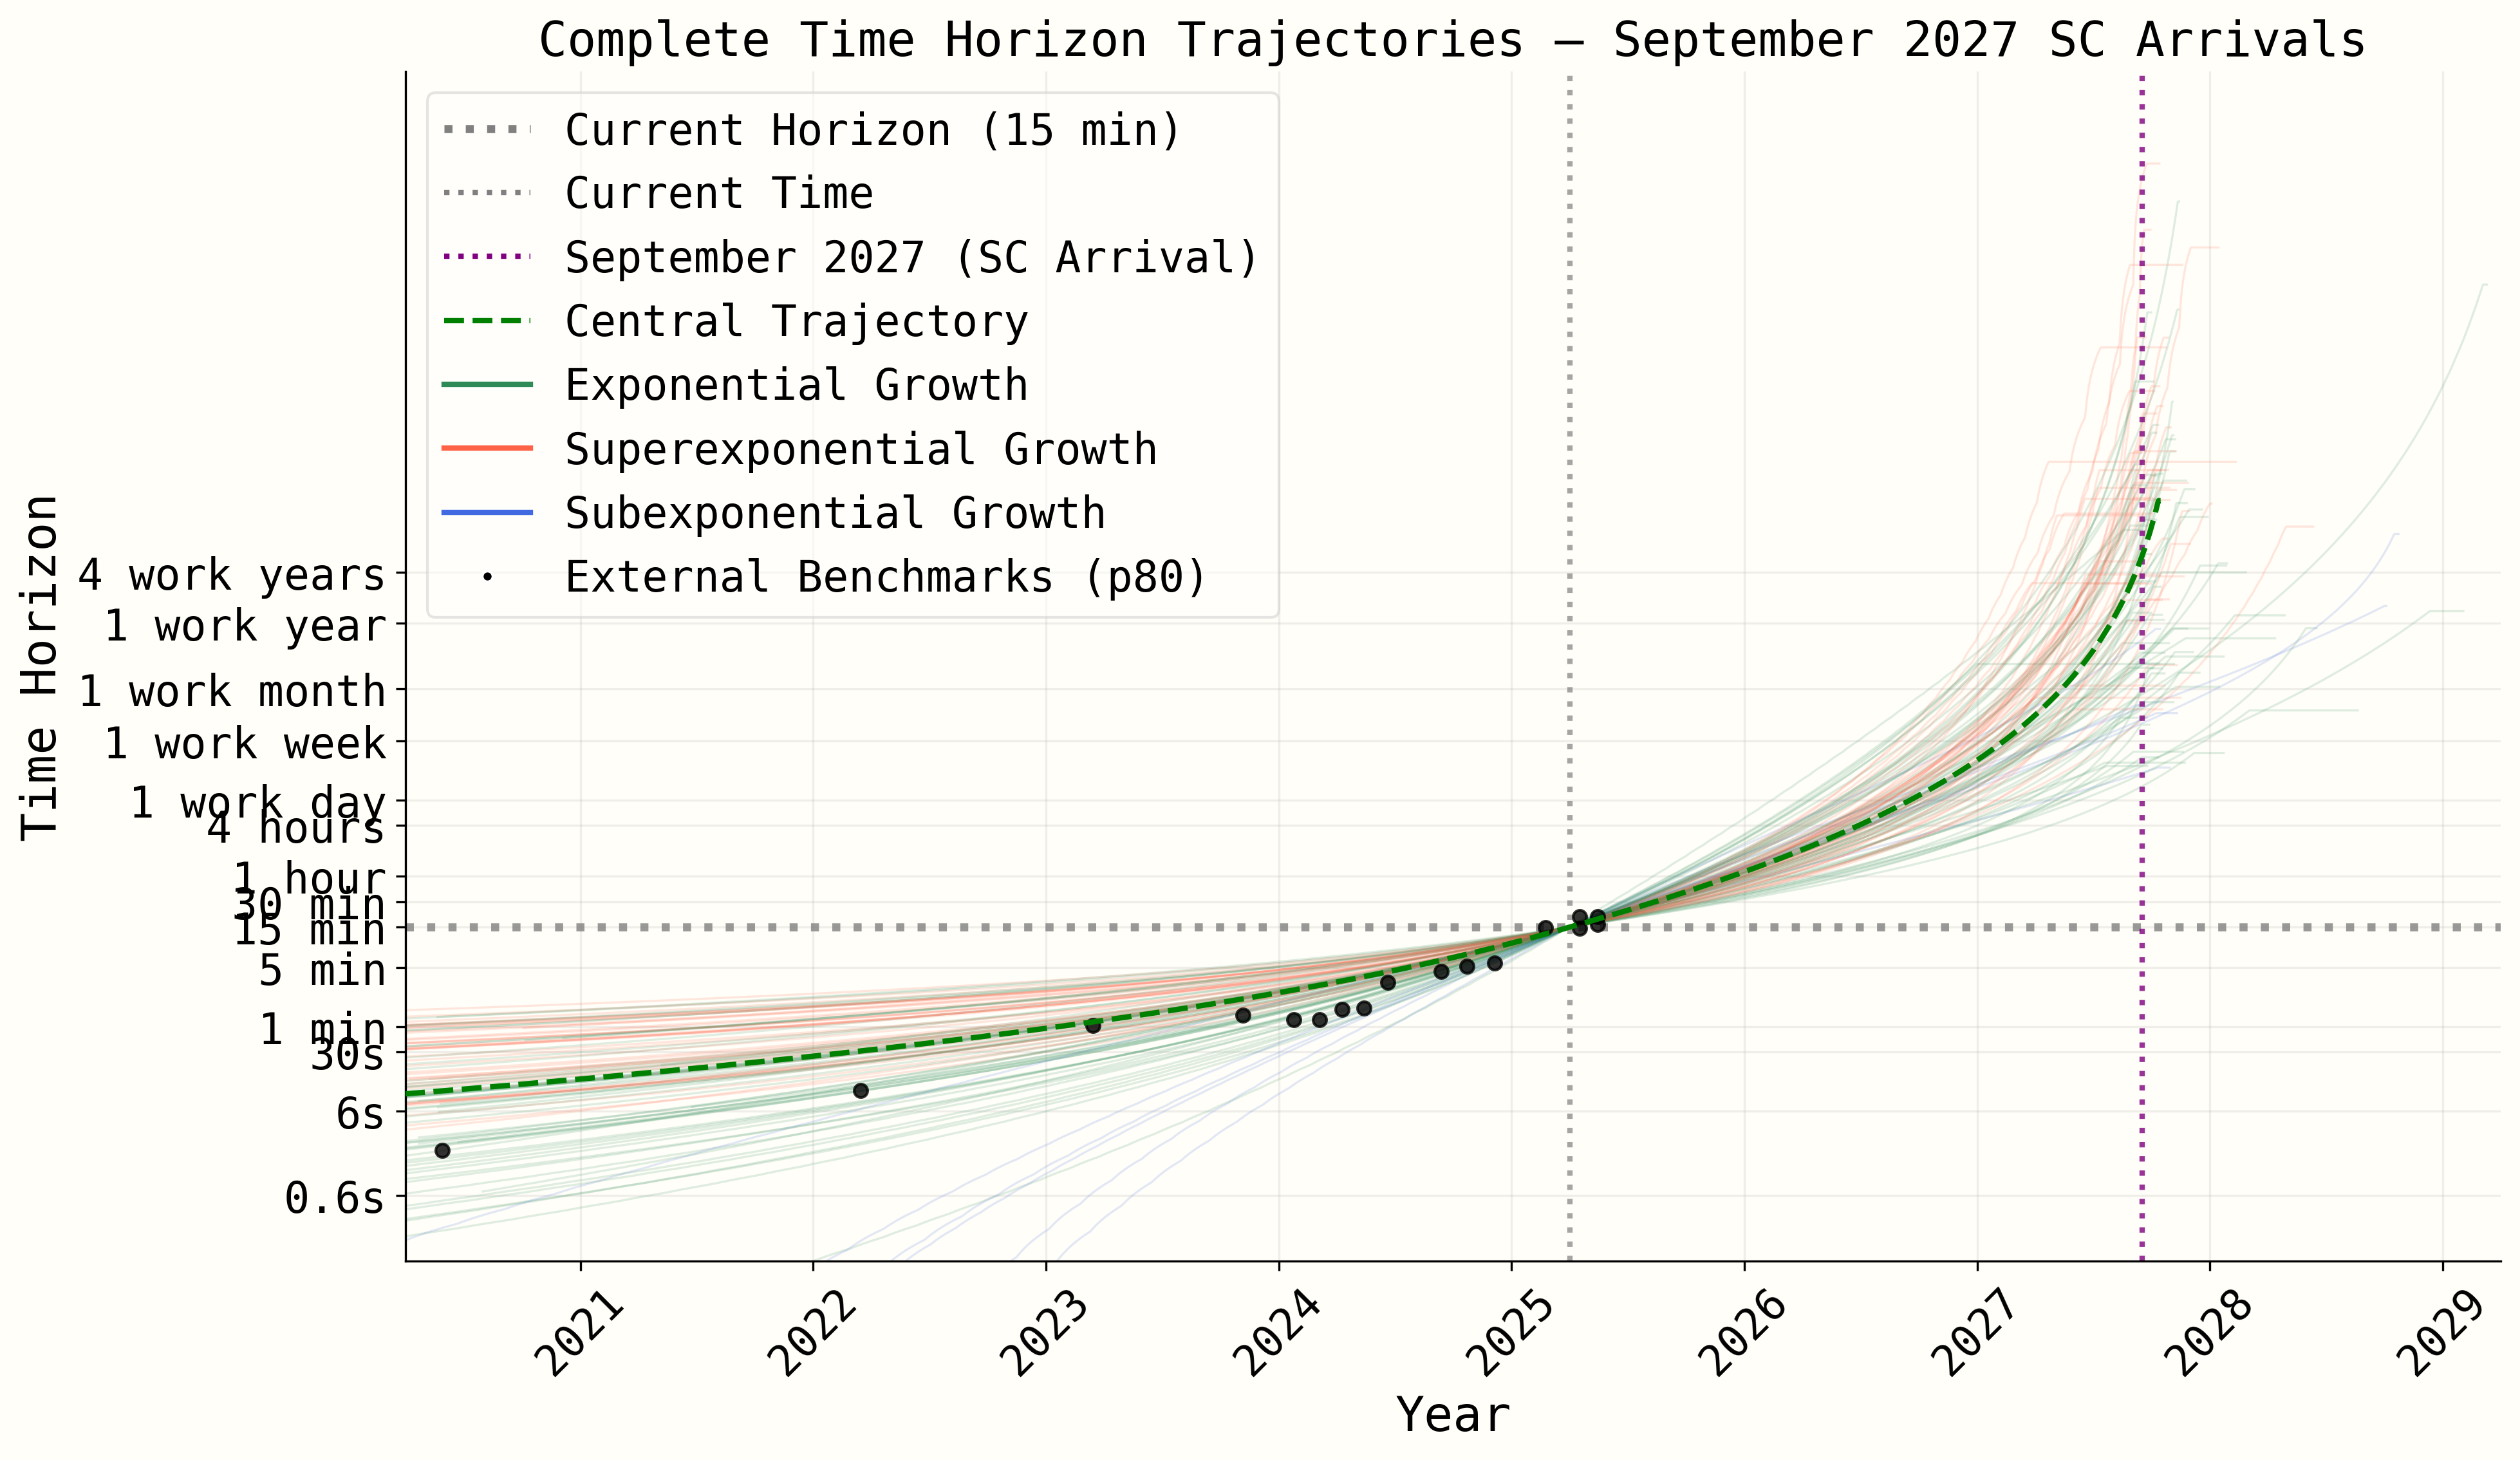 Complete Time Horizon Trajectories — September 2027 SC Arrivals
Current Horizon (15 min)
Current Time
September 2027 (SC Arrival)
Central Trajectory
Exponential Growth
Superexponential Growth
Subexponential Growth
External Benchmarks (p80)
Time Horizon
4 work years
1 work year
1 work month
1 work week
1 work day
4 hours
1 hour
30 min
15 min
5 min
1 min
30s
6s
0.6s
2021
2022
2023
2024
2025
2026
2027
2028
2029
Year